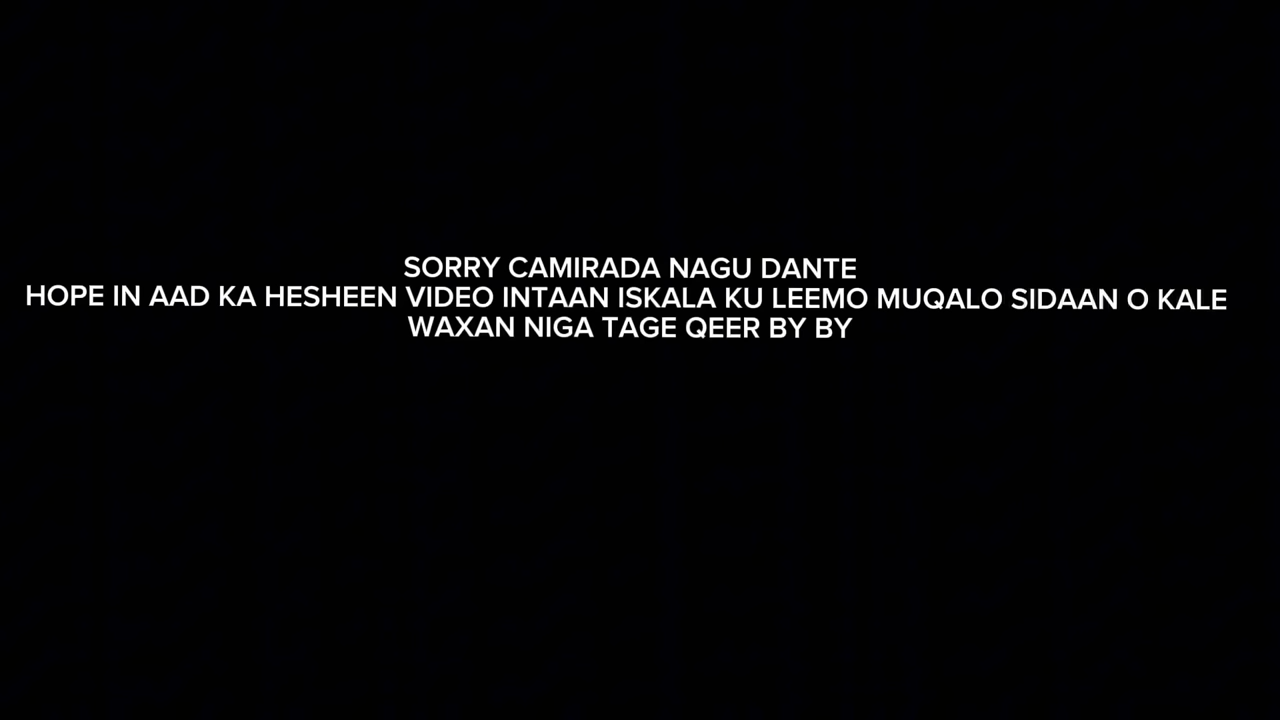 SORRY CAMIRADA NAGU DANTE
HOPE IN AAD KA HESHEEN VIDEO INTAAN ISKALA KU LEEMO MUQALO SIDAAN O KALE
WAXAN NIGA TAGE QEER BY BY